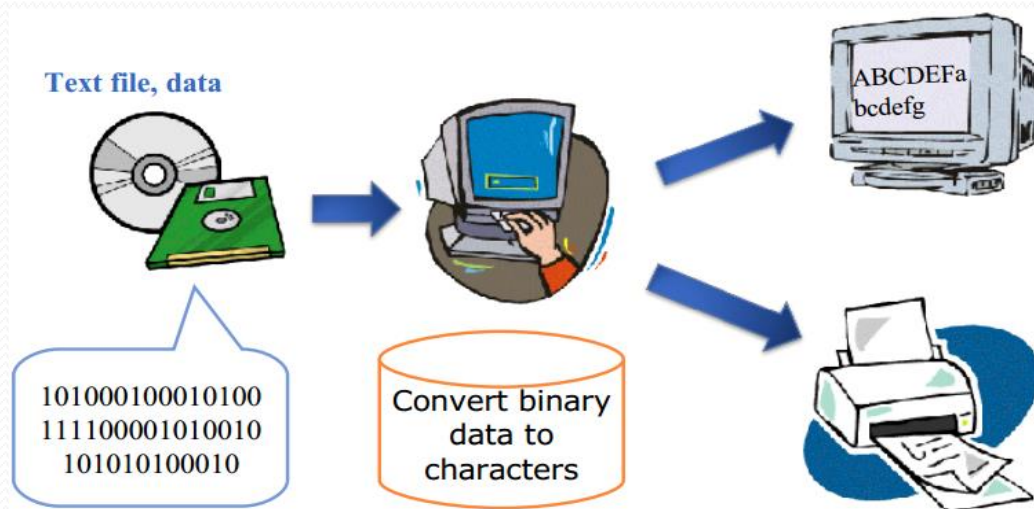 Text file, data
101000100010100
111100001010010
101010100010
Convert binary
data to
characters
ABCDEFa
bcdefg